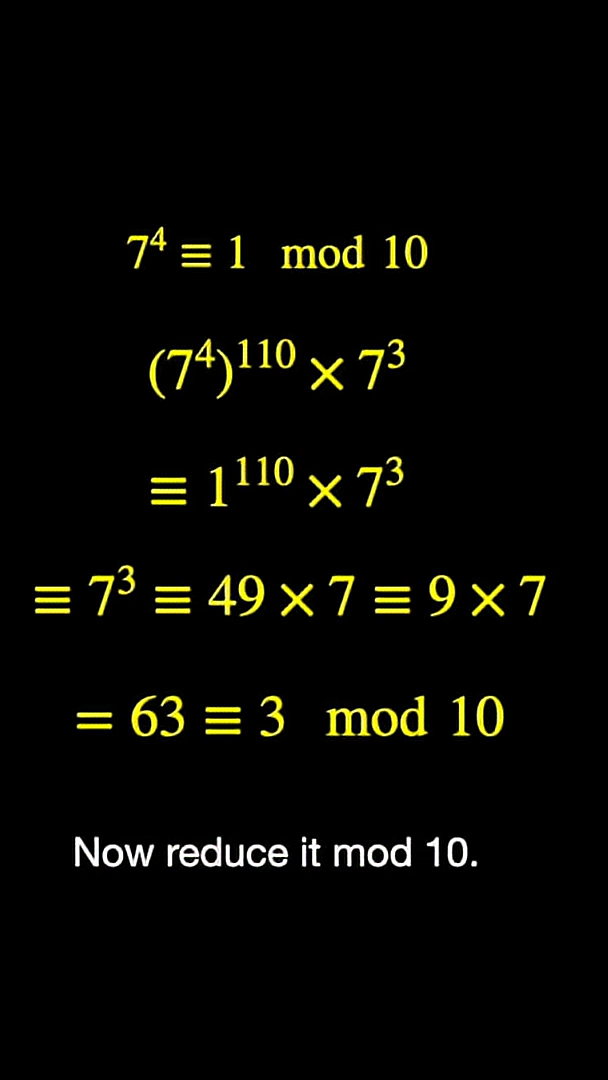 7⁴ ≡ 1 mod 10
(7⁴)¹¹⁰ × 7³
≡ 1¹¹⁰ × 7³
≡ 7³ ≡ 49 × 7 ≡ 9 × 7
= 63 ≡ 3 mod 10
Now reduce it mod 10.